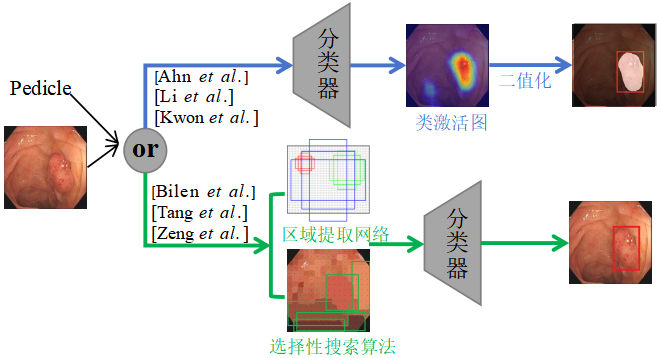 [Ahn et al.]
[Li et al.]
[Kwon et al.]
分类器
类激活图
二值化
Pedicle
or
[Bilen et al.]
[Tang et al.]
[Zeng et al.]
区域提取网络
选择性搜索算法
分类器